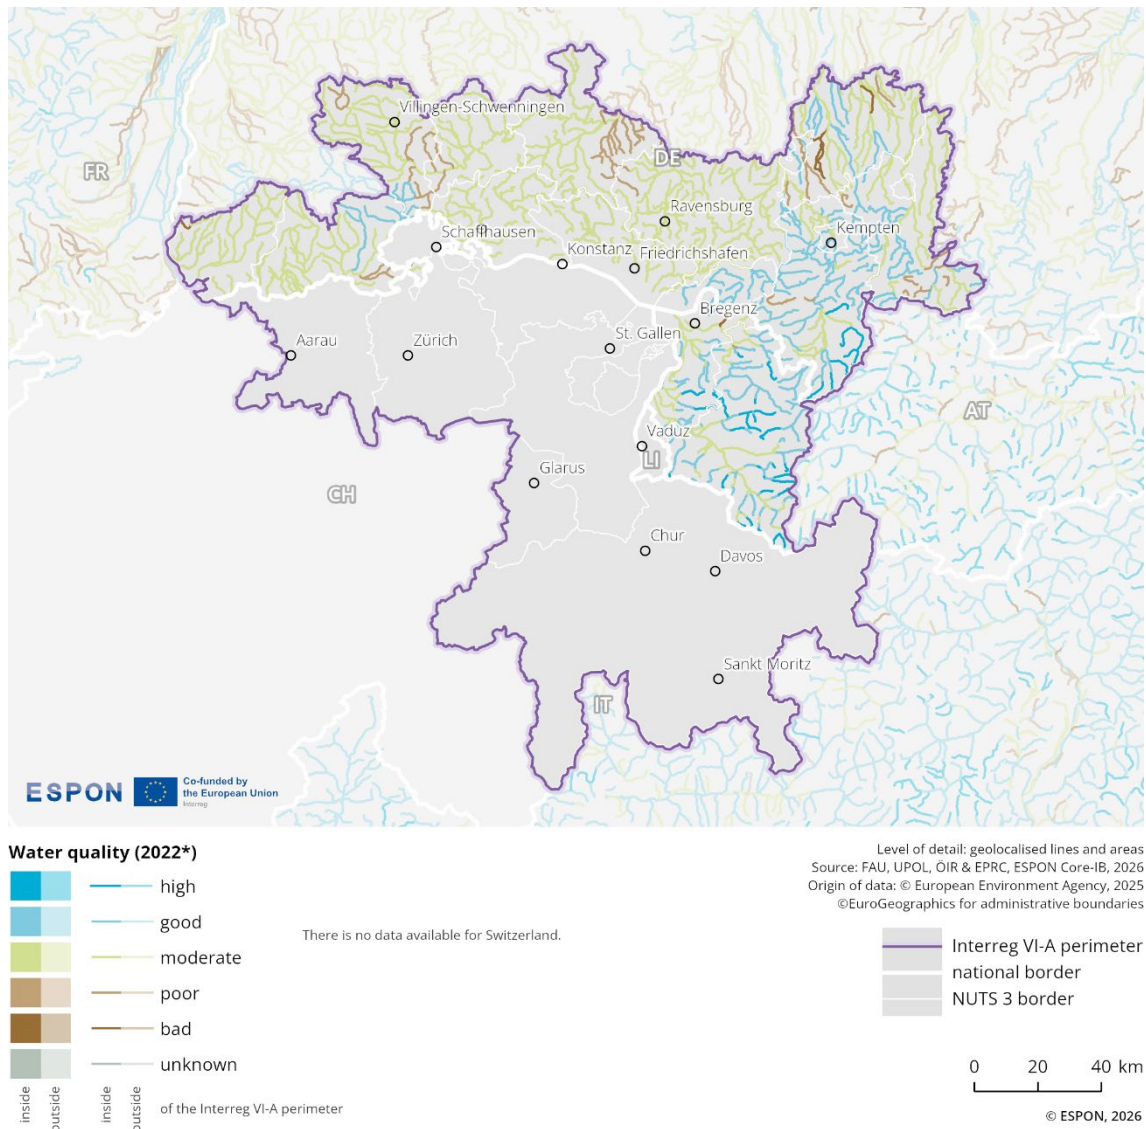 Villingen-Schwenningen
FR
DE
Ravensburg
Schaffhausen
Kempten
Konstanz
Friedrichshafen
Bregenz
Aarau
Zürich
St. Gallen
AT
Vaduz
LI
Glarus
CH
Chur
Davos
Sankt Moritz
IT
ESPON
Co-funded by
the European Union
Interreg
Water quality (2022*)
high
good
moderate
poor
bad
unknown
inside
outside
inside
outside
of the Interreg VI-A perimeter
There is no data available for Switzerland.
Level of detail: geolocalised lines and areas
Source: FAU, UPOL, ÖIR & EPRC, ESPON Core-IB, 2026
Origin of data: © European Environment Agency, 2025
©EuroGeographics for administrative boundaries
Interreg VI-A perimeter
national border
NUTS 3 border
0 20 40 km
© ESPON, 2026